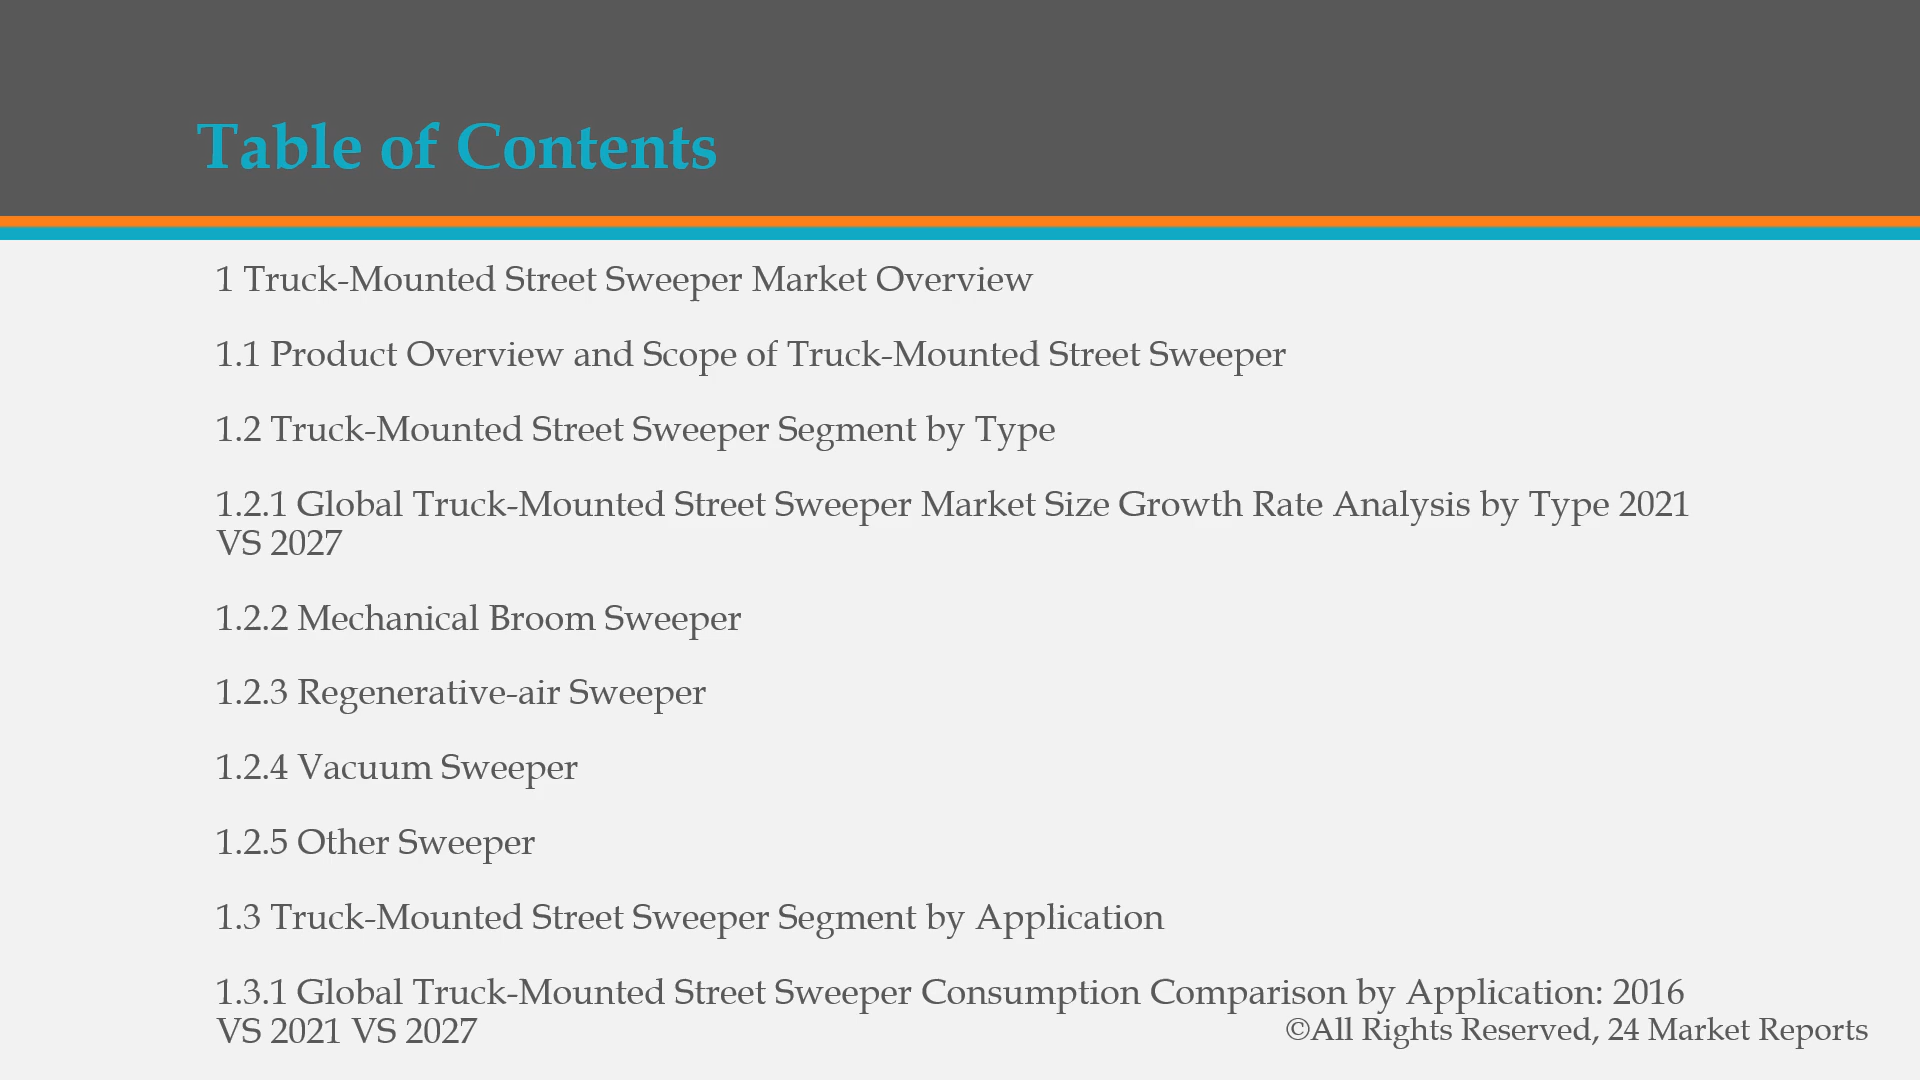 Table of Contents
1 Truck-Mounted Street Sweeper Market Overview
1.1 Product Overview and Scope of Truck-Mounted Street Sweeper
1.2 Truck-Mounted Street Sweeper Segment by Type
1.2.1 Global Truck-Mounted Street Sweeper Market Size Growth Rate Analysis by Type 2021
VS 2027
1.2.2 Mechanical Broom Sweeper
1.2.3 Regenerative-air Sweeper
1.2.4 Vacuum Sweeper
1.2.5 Other Sweeper
1.3 Truck-Mounted Street Sweeper Segment by Application
1.3.1 Global Truck-Mounted Street Sweeper Consumption Comparison by Application: 2016
VS 2021 VS 2027
©All Rights Reserved, 24 Market Reports